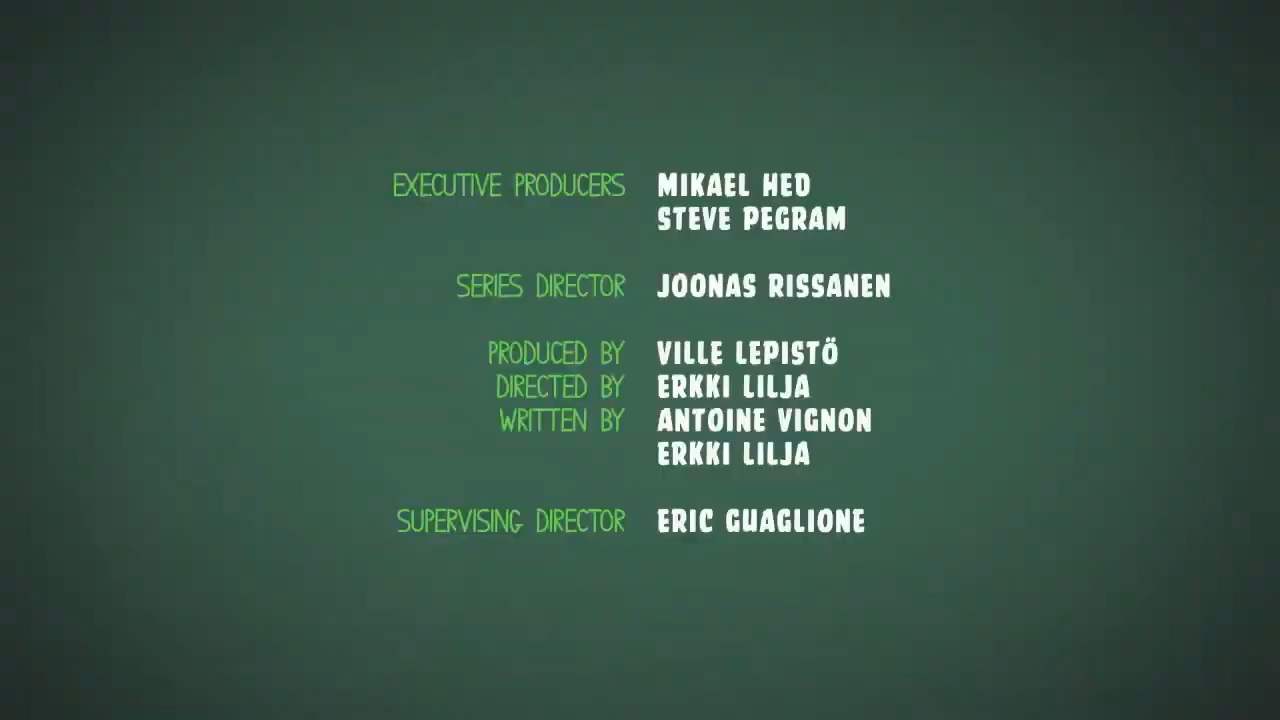 EXECUTIVE PRODUCERS MIKAEL HED
STEVE PEGRAM
SERIES DIRECTOR JOONAS RISSANEN
PRODUCED BY VILLE LEPISTÖ
DIRECTED BY ERKKI LILJA
WRITTEN BY ANTOINE VIGNON
ERKKI LILJA
SUPERVISING DIRECTOR ERIC GUAGLIONE